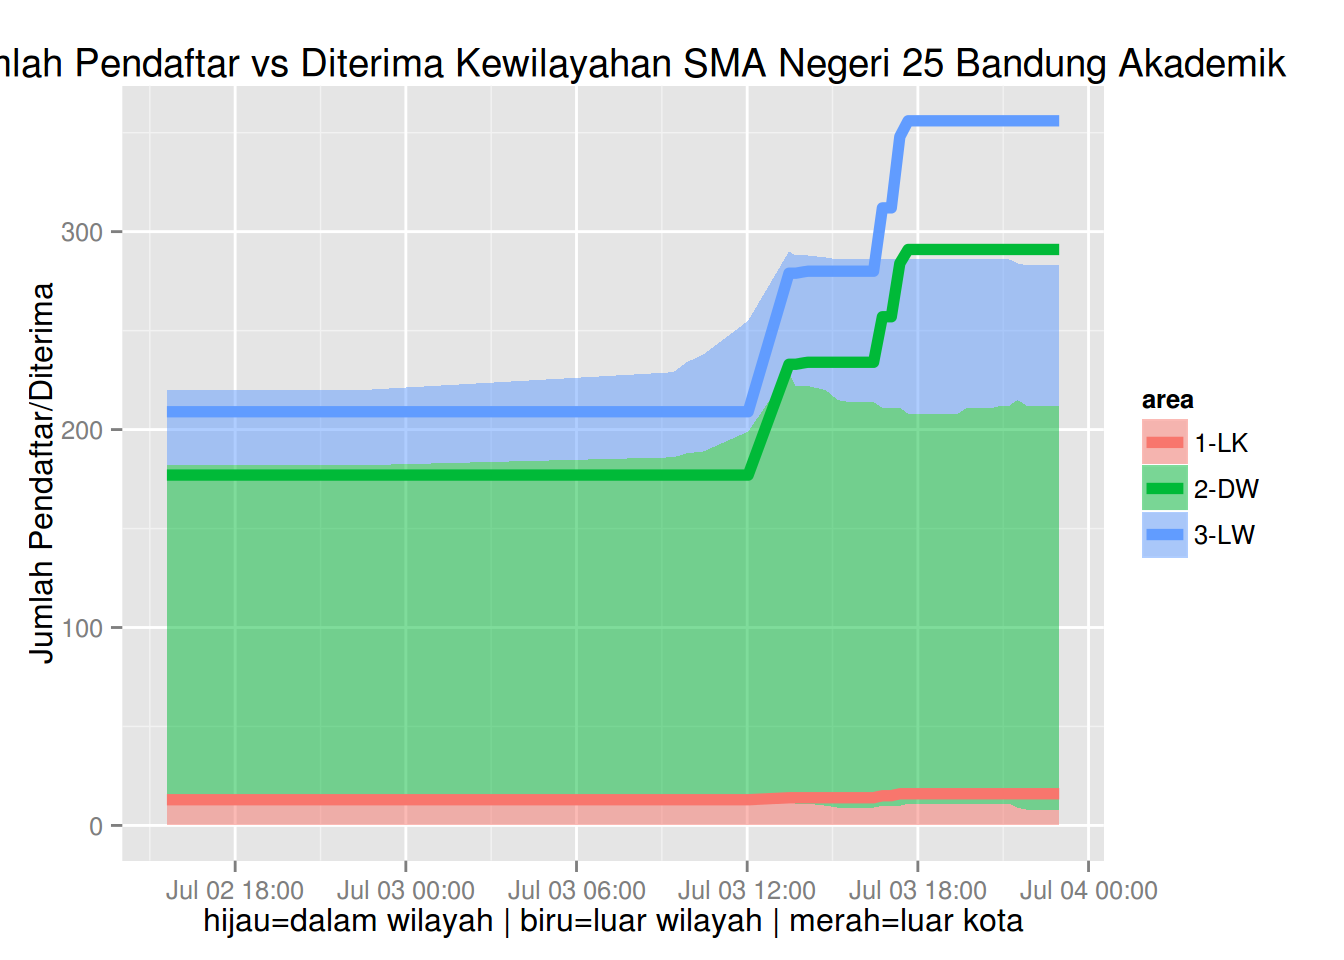 Pendaftar vs Diterima Kewilayahan SMA Negeri 25 Bandung Akademik
Jumlah Pendaftar/Diterima
300
200
100
0
area
1-LK
2-DW
3-LW
Jul 02 18:00 Jul 03 00:00 Jul 03 06:00 Jul 03 12:00 Jul 03 18:00 Jul 04 00:00
hijau=dalam wilayah | biru=luar wilayah | merah=luar kota